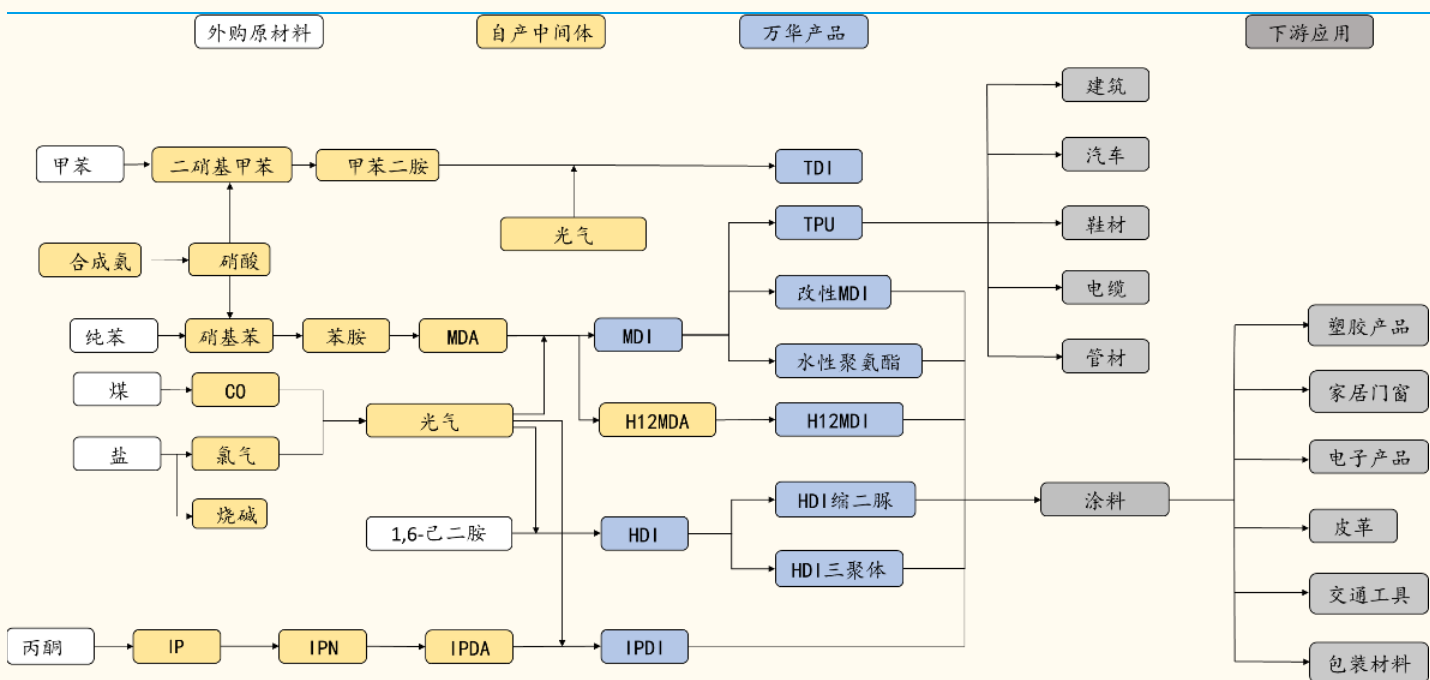 外购原材料
自产中间体
万华产品
下游应用
建筑
甲苯
二硝基甲苯
甲苯二胺
TDI
汽车
光气
TPU
鞋材
合成氨
硝酸
改性MDI
电缆
纯苯
硝基苯
苯胺
MDA
MDI
水性聚氨酯
管材
塑胶产品
煤
CO
家居门窗
光气
H12MDA
H12MDI
盐
氯气
电子产品
烧碱
HDI缩二脲
涂料
1,6-己二胺
HDI
皮革
HDI三聚体
交通工具
丙酮
IP
IPN
IPDA
IPDI
包装材料